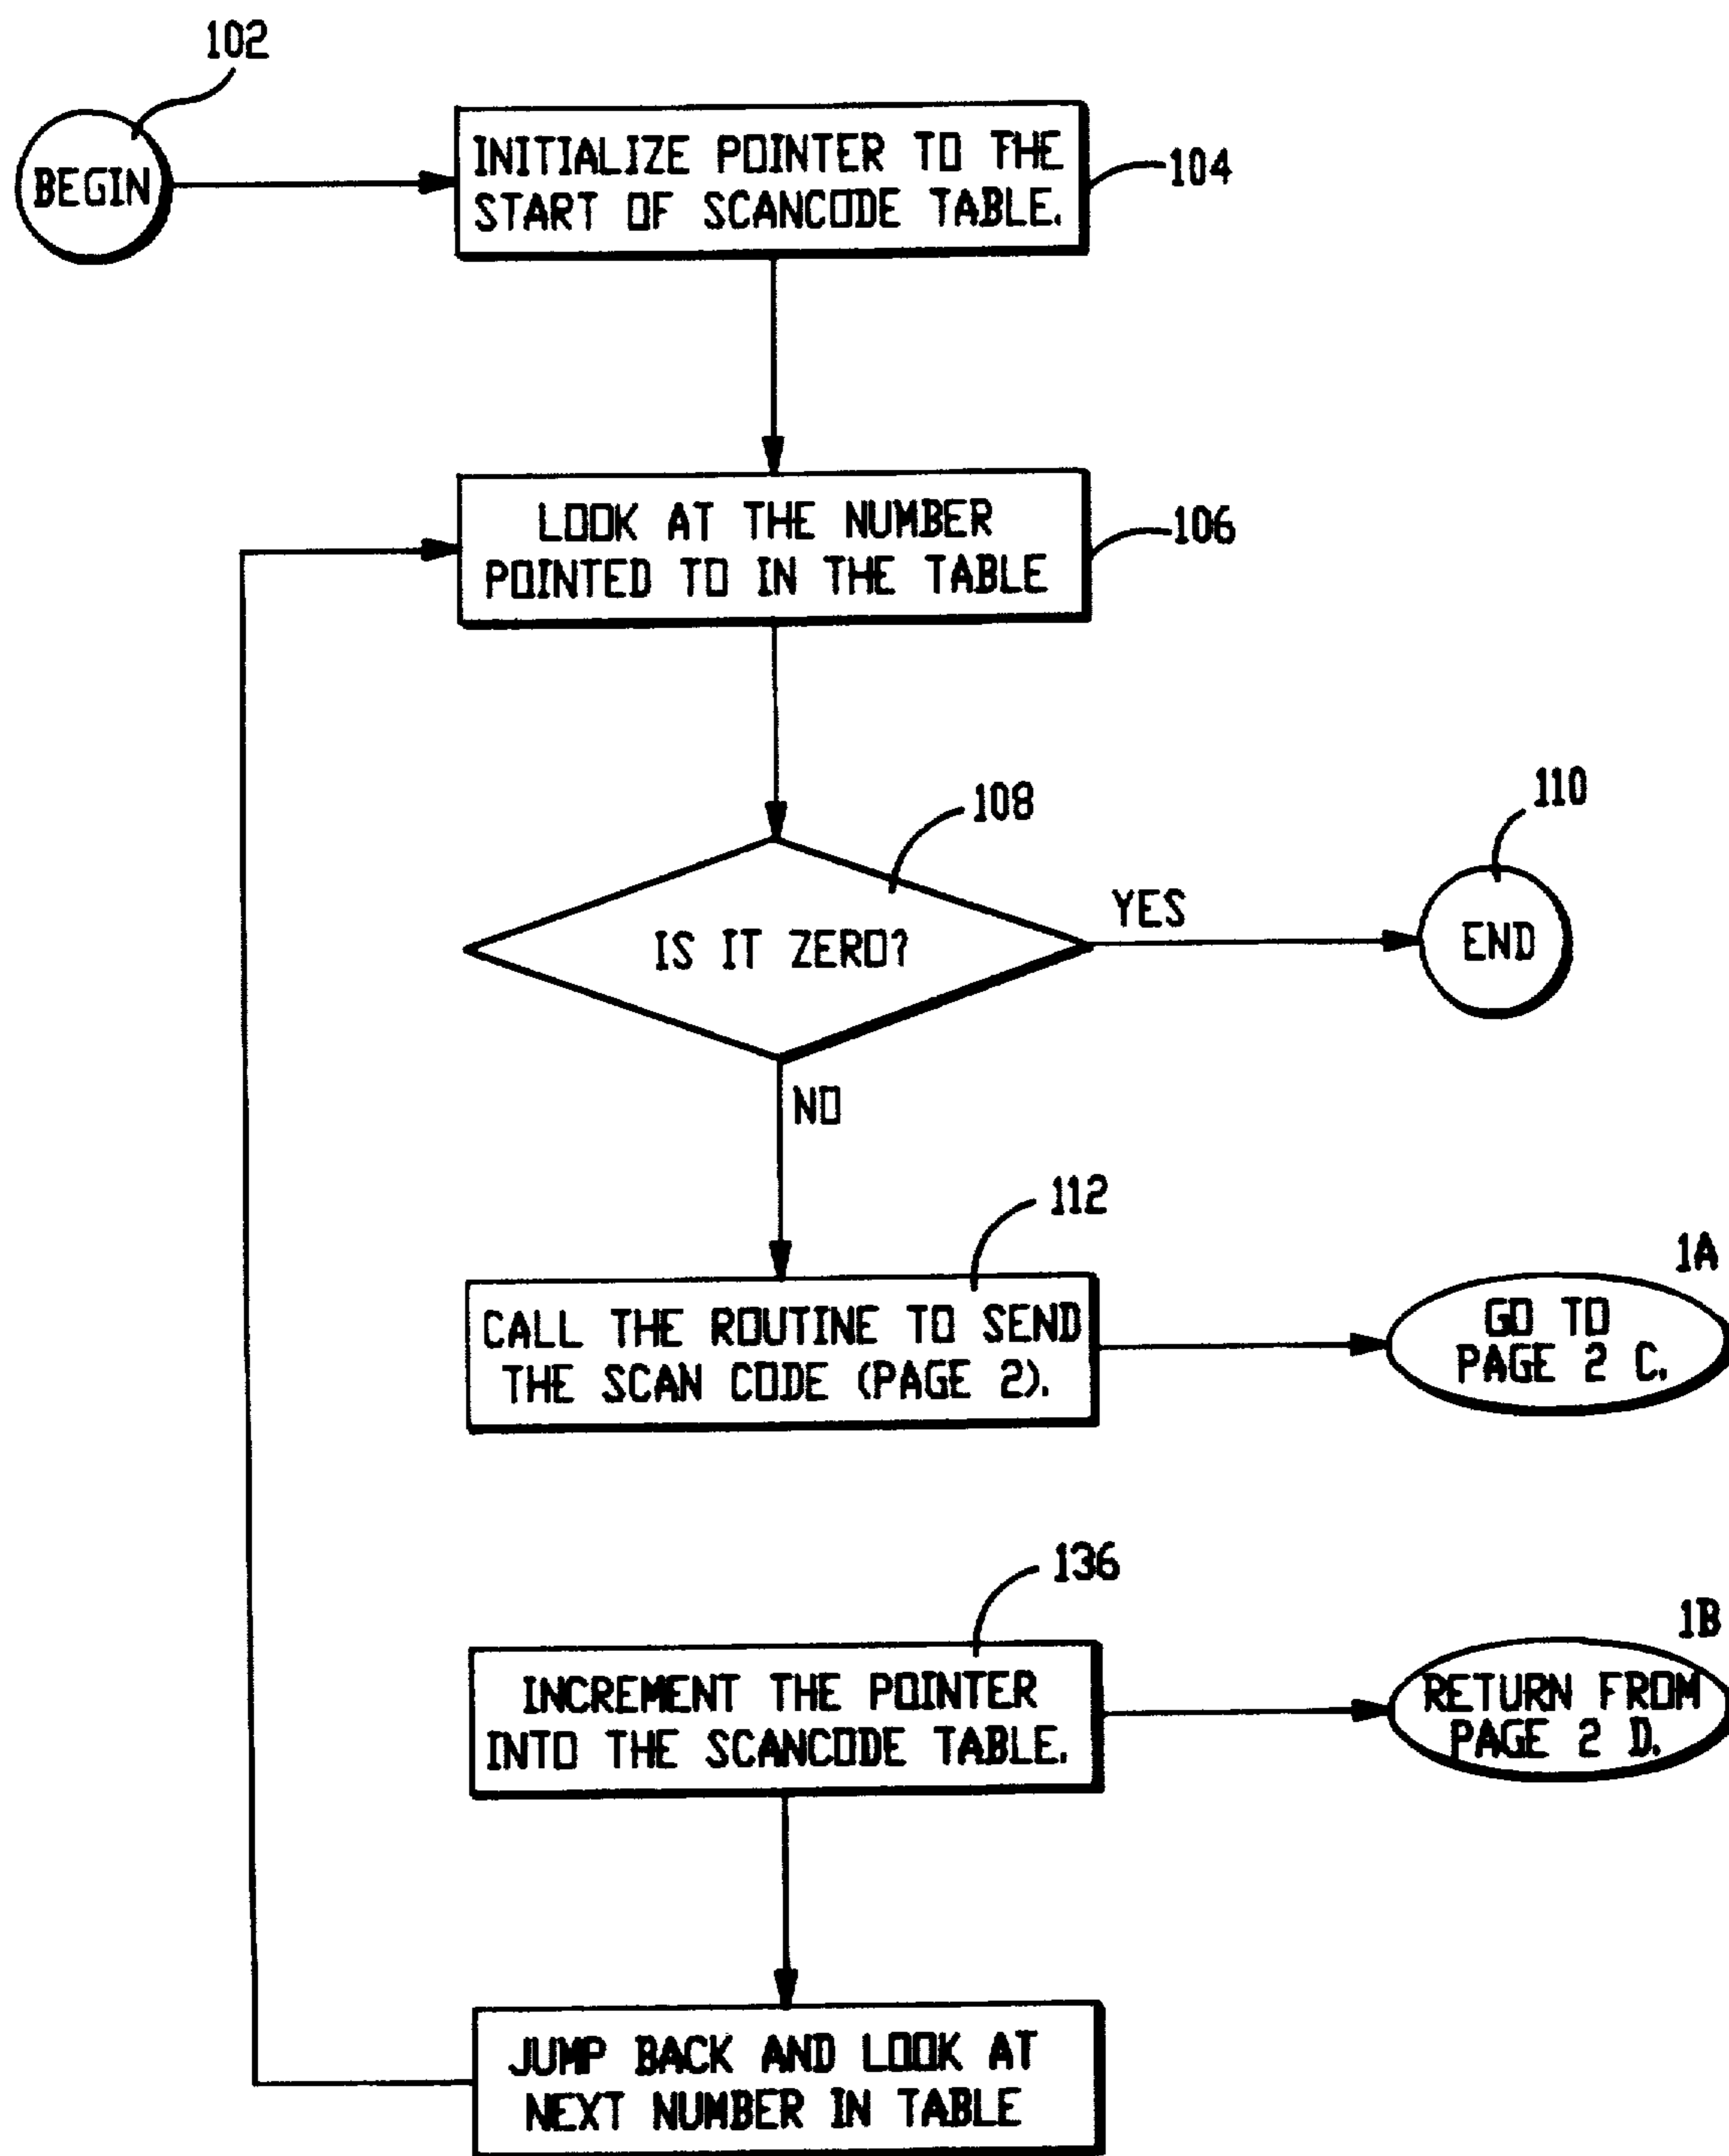 102
BEGIN
INITIALIZE POINTER TO THE
START OF SCANCODE TABLE.
104
LOOK AT THE NUMBER
POINTED TO IN THE TABLE
106
108
IS IT ZERO?
YES
110
END
NO
112
CALL THE ROUTINE TO SEND
THE SCAN CODE (PAGE 2).
1A
GO TO
PAGE 2 C.
136
INCREMENT THE POINTER
INTO THE SCANCODE TABLE.
1B
RETURN FROM
PAGE 2 D.
JUMP BACK AND LOOK AT
NEXT NUMBER IN TABLE